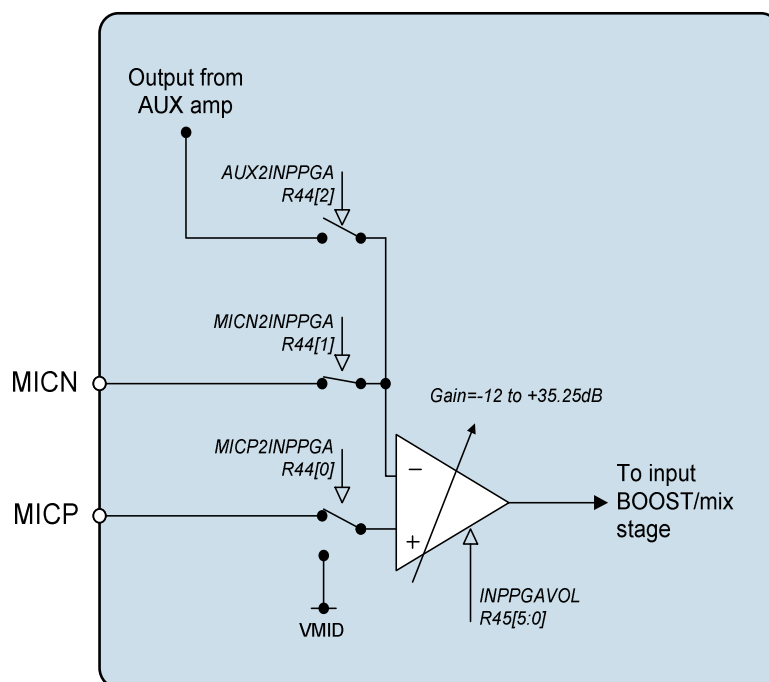 Output from
AUX amp
AUX2INPPGA
R44[2]
MICN2INPPGA
R44[1]
MICN
Gain=-12 to +35.25dB
MICP2INPPGA
R44[0]
MICP
−
+
To input
BOOST/mix
stage
VMID
INPPGAVOL
R45[5:0]